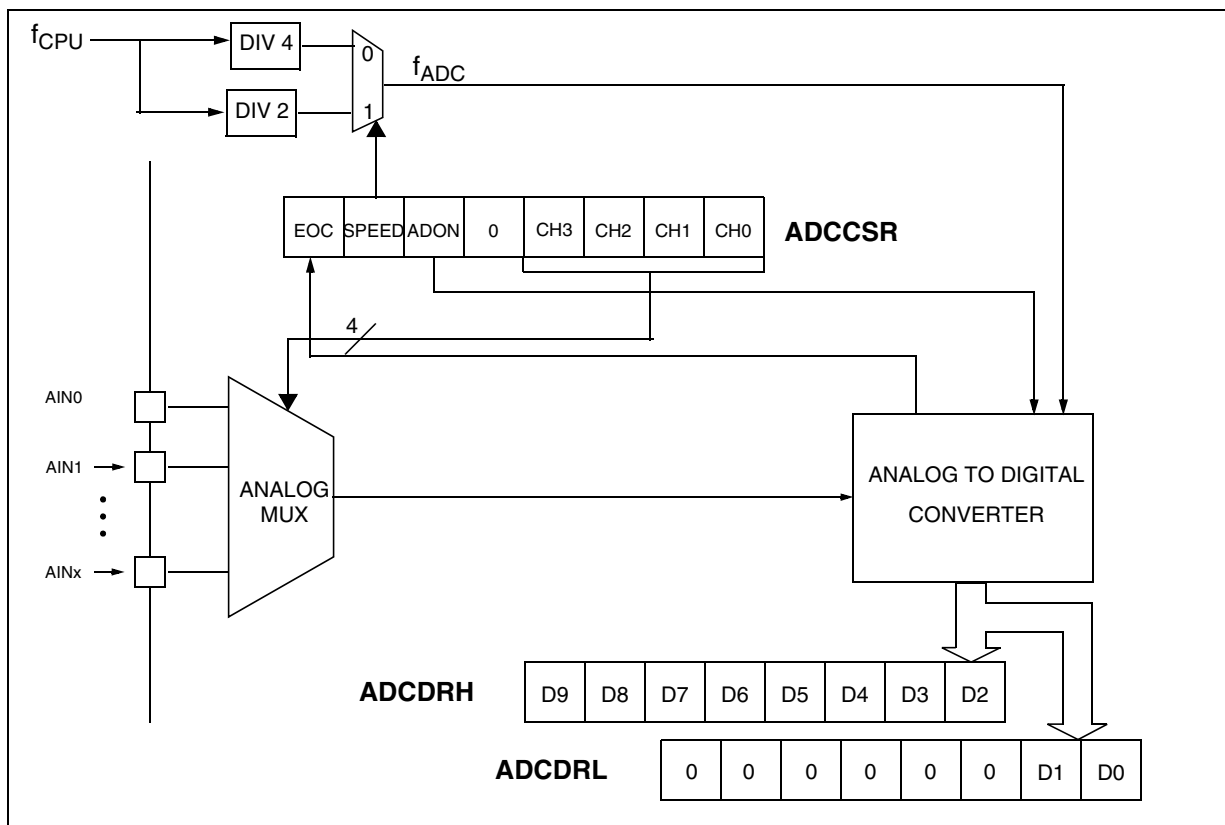 fCPU
DIV 4
0
fADC
DIV 2
1
EOC SPEED ADON 0 CH3 CH2 CH1 CH0 ADCCSR
4
AIN0
AIN1
ANALOG
MUX
ANALOG TO DIGITAL
CONVERTER
AINx
ADCDRH D9 D8 D7 D6 D5 D4 D3 D2
ADCDRL 0 0 0 0 0 0 D1 D0